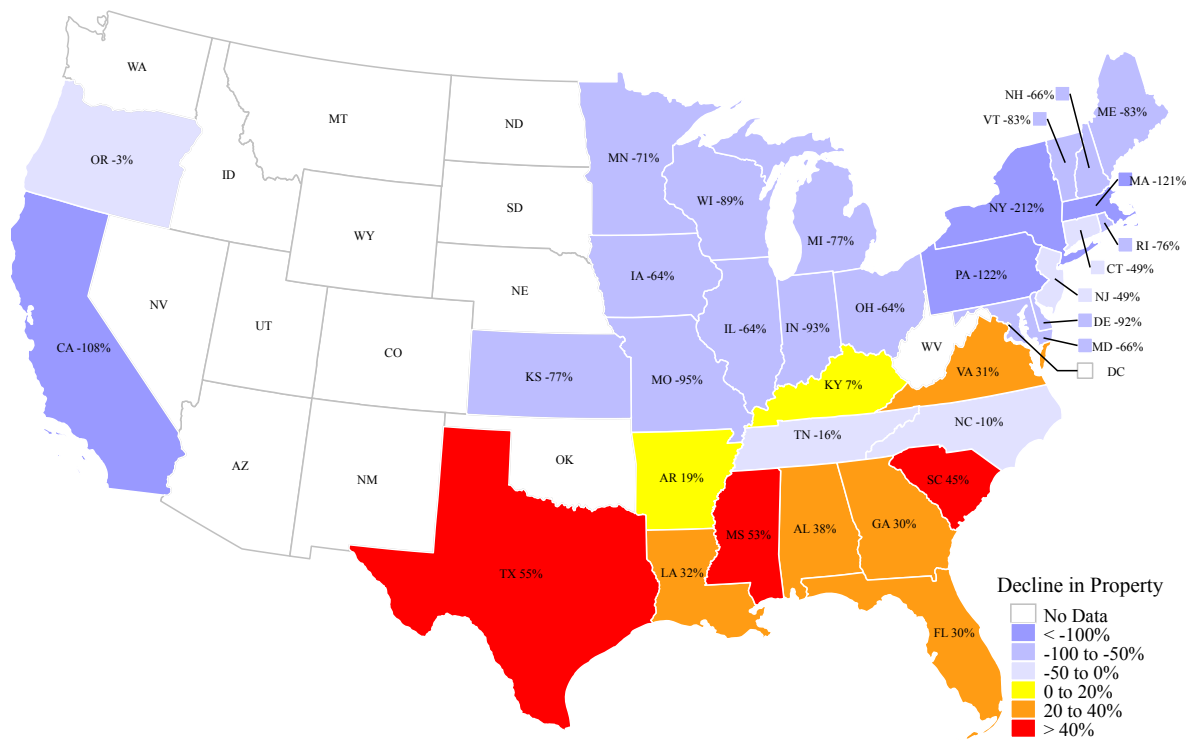 WA
MT
ND
MN -71%
NH -66%
VT -83%
ME -83%
OR -3%
ID
SD
WI -89%
MI -77%
NY -212%
MA -121%
WY
RI -76%
CT -49%
NV
UT
NE
IA -64%
PA -122%
NJ -49%
CA -108%
CO
IL -64%
IN -93%
OH -64%
DE -92%
WV
MD -66%
DC
KS -77%
MO -95%
KY 7%
VA 31%
TN -16%
NC -10%
AZ
NM
OK
AR 19%
SC 45%
TX 55%
LA 32%
MS 53%
AL 38%
GA 30%
FL 30%
Decline in Property
No Data
< -100%
-100 to -50%
-50 to 0%
0 to 20%
20 to 40%
> 40%